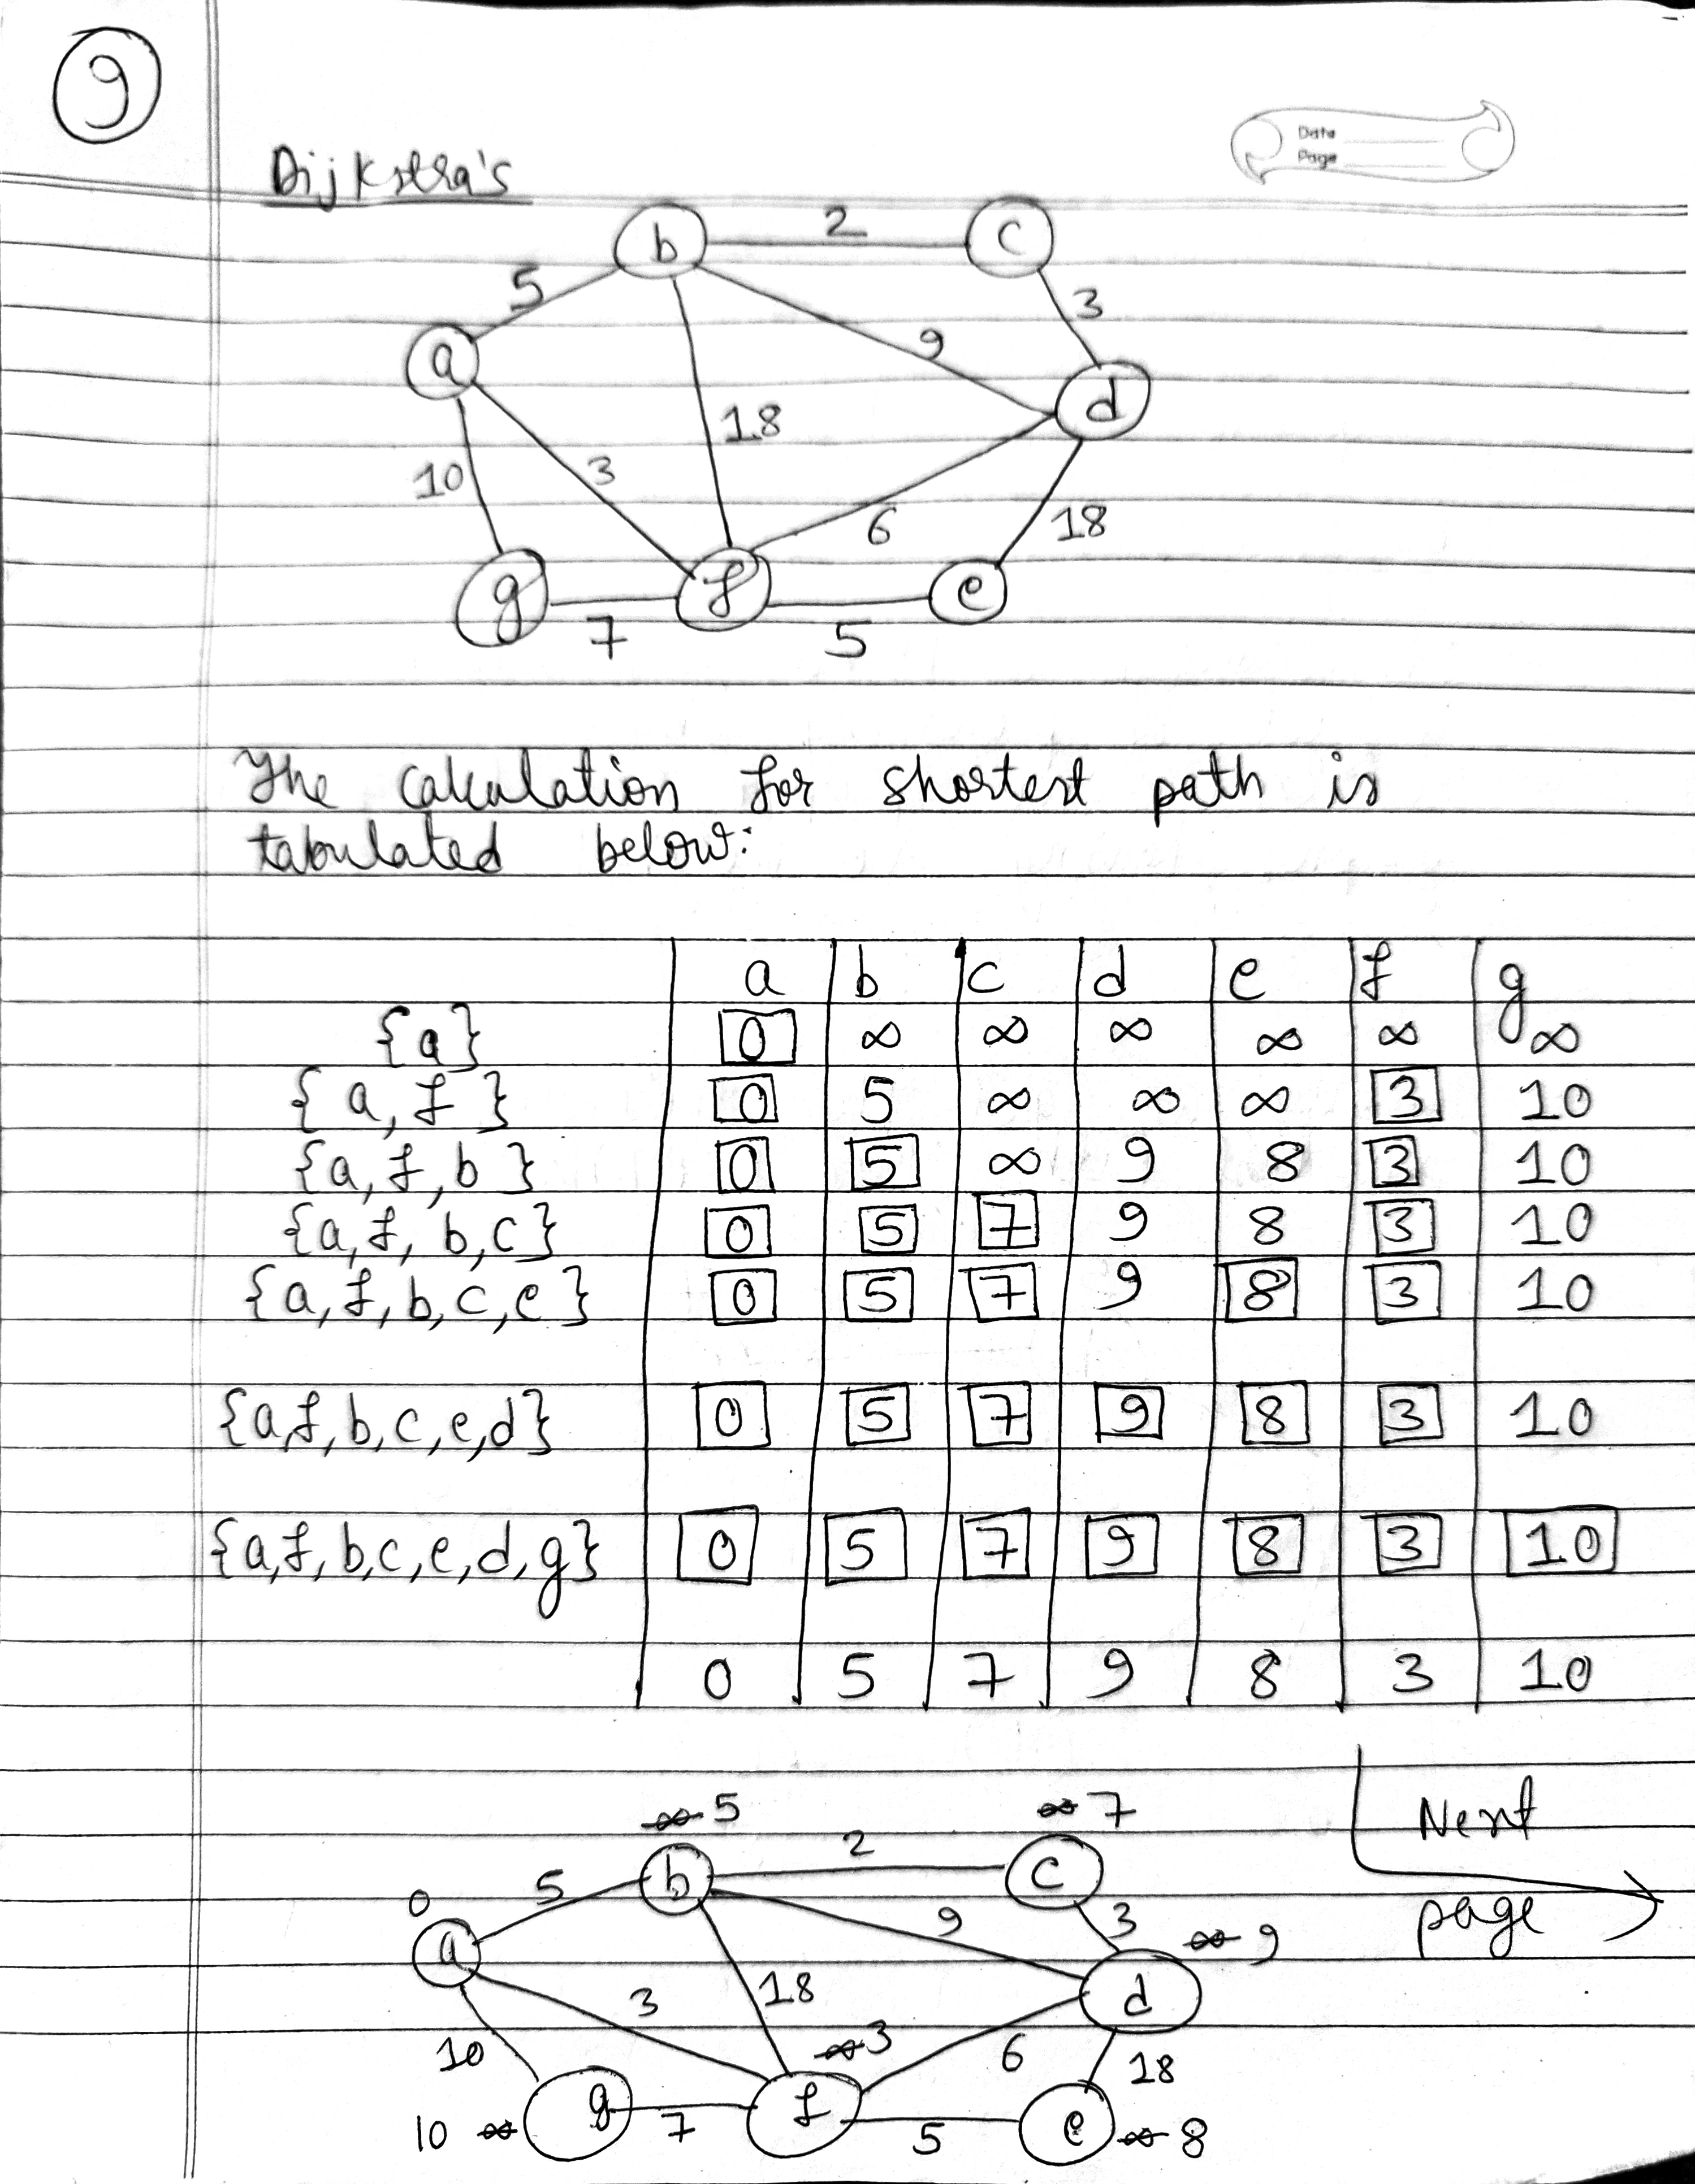 9
Date
Page
Dijkstra's
b 2 c
5 3
a 9 d
18
10 3
6 18
g f e
7 5
The calculation for shortest path is
tabulated below:
a b c d e f g
{a} 0 ∞ ∞ ∞ ∞ ∞ ∞
{a,f} 0 5 ∞ ∞ ∞ 3 10
{a,f,b} 0 5 ∞ 9 8 3 10
{a,f,b,c} 0 5 7 9 8 3 10
{a,f,b,c,e} 0 5 7 9 8 3 10
{a,f,b,c,e,d} 0 5 7 9 8 3 10
{a,f,b,c,e,d,g} 0 5 7 9 8 3 10
0 5 7 9 8 3 10
Next
page
∞ 5 ∞ 7
b 2 c
0 5 3
a 9 ∞ 9
3 18 d
10 ∞ 3 6 18
g f e
10 ∞ 7 5 ∞ 8